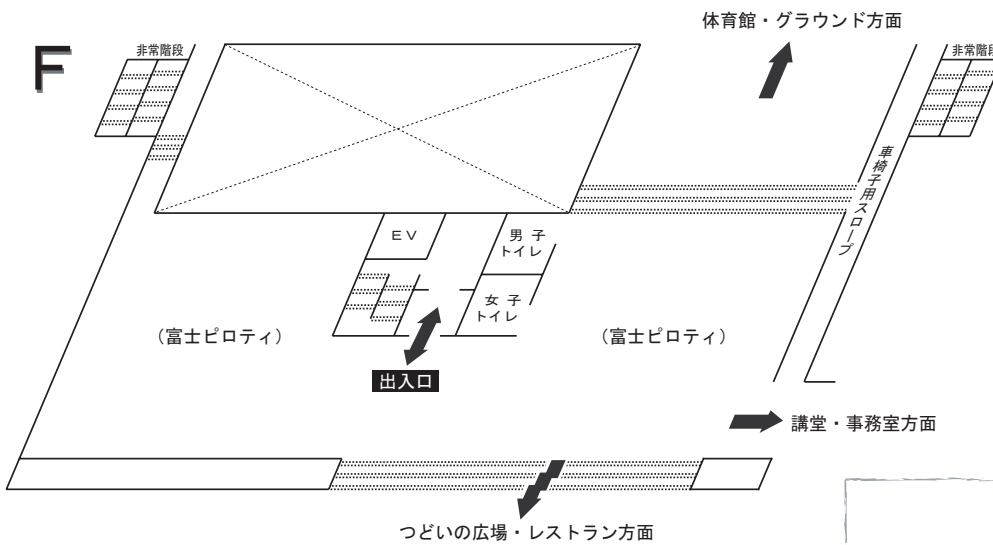 体育館・グラウンド方面
F
非常階段
非常階段
車椅子用スロープ
EV
男 子
トイレ
女 子
トイレ
(富士ピロティ)
(富士ピロティ)
出入口
講堂・事務室方面
つどいの広場・レストラン方面